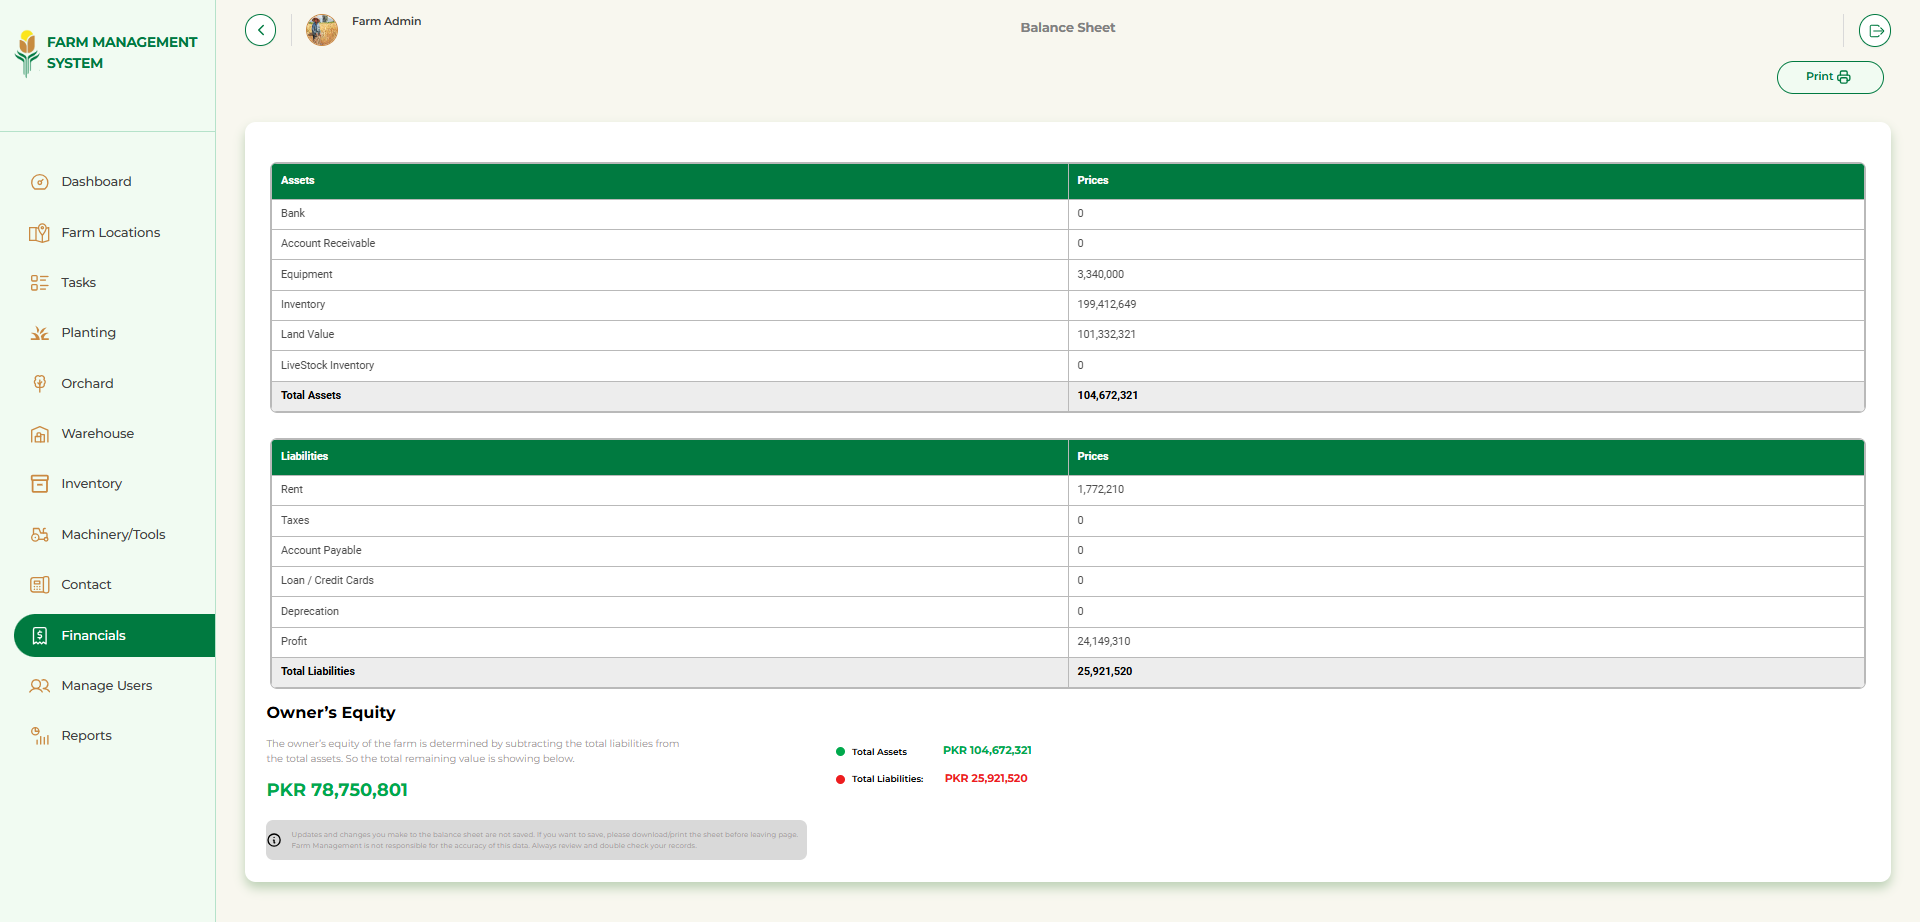 FARM MANAGEMENT
SYSTEM
Farm Admin
Balance Sheet
Print
Dashboard
Farm Locations
Tasks
Planting
Orchard
Warehouse
Inventory
Machinery/Tools
Contact
Financials
Manage Users
Reports
Assets Prices
Bank 0
Account Receivable 0
Equipment 3,340,000
Inventory 199,412,649
Land Value 101,332,321
LiveStock Inventory 0
Total Assets 104,672,321
Liabilities Prices
Rent 1,772,210
Taxes 0
Account Payable 0
Loan / Credit Cards 0
Deprecation 0
Profit 24,149,310
Total Liabilities 25,921,520
Owner’s Equity
The owner’s equity of the farm is determined by subtracting the total liabilities from
the total assets. So the total remaining value is showing below.
PKR 78,750,801
Total Assets PKR 104,672,321
Total Liabilities: PKR 25,921,520
Updates and changes you make to the balance sheet are not saved. If you want to save, please download/print the sheet before leaving page.
Farm Management is not responsible for the accuracy of this data. Always review and double check your records.